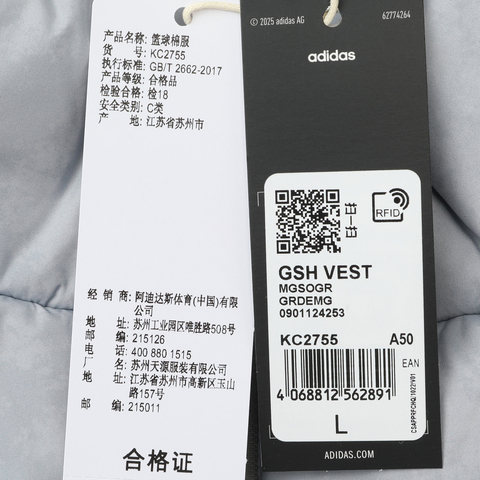 产品名称: 篮球棉服
货 号: KC2755
执行标准: GB/T 2662-2017
产品等级: 合格品
检验合格: 检18
安全类别: C类
产 地: 江苏省苏州市
经 销 商: 阿迪达斯体育(中国)有限
公司
地 址: 苏州工业园区唯胜路508号
邮 编: 215126
电 话: 400 880 1515
厂 名: 苏州天源服装有限公司
地 址: 江苏省苏州市高新区玉山
路157号
邮 编: 215011
合格证
© 2025 adidas AG
62774264
adidas
RFID
GSH VEST
MGSOGR
GRDEMG
0901124253
KC2755 A50
EAN
4 068812 562891
L
ADIDAS.COM